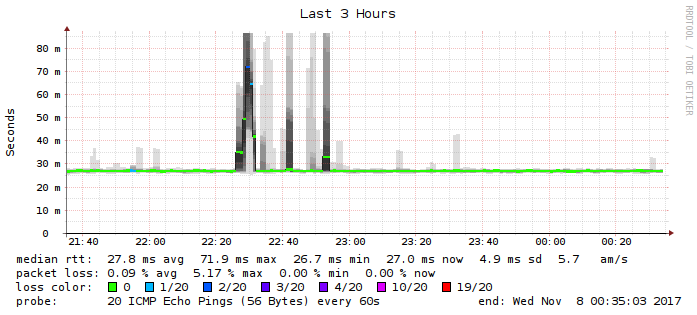 Last 3 Hours
RRDTOOL / TOBI OETIKER
Seconds
80 m
70 m
60 m
50 m
40 m
30 m
20 m
10 m
0
21:40 22:00 22:20 22:40 23:00 23:20 23:40 00:00 00:20
median rtt: 27.8 ms avg 71.9 ms max 26.7 ms min 27.0 ms now 4.9 ms sd 5.7 am/s
packet loss: 0.09 % avg 5.17 % max 0.00 % min 0.00 % now
loss color: 0 1/20 2/20 3/20 4/20 10/20 19/20
probe: 20 ICMP Echo Pings (56 Bytes) every 60s end: Wed Nov 8 00:35:03 2017